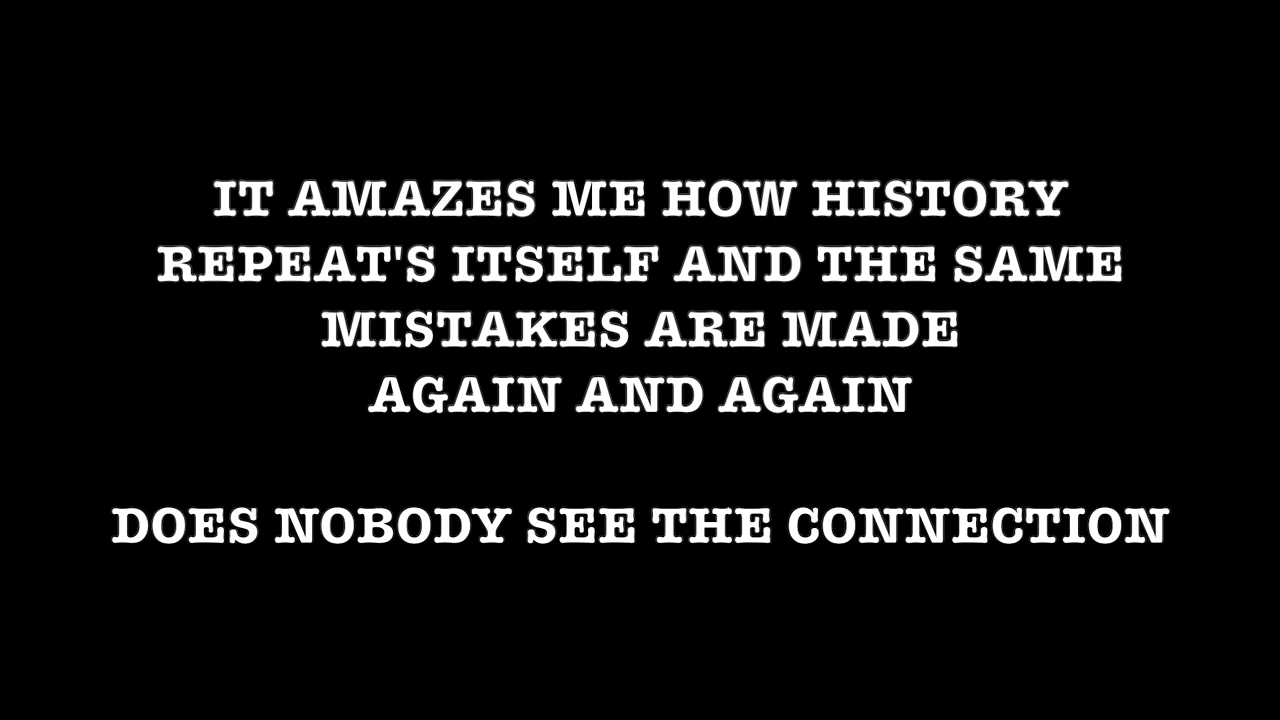 IT AMAZES ME HOW HISTORY
REPEAT'S ITSELF AND THE SAME
MISTAKES ARE MADE
AGAIN AND AGAIN
DOES NOBODY SEE THE CONNECTION